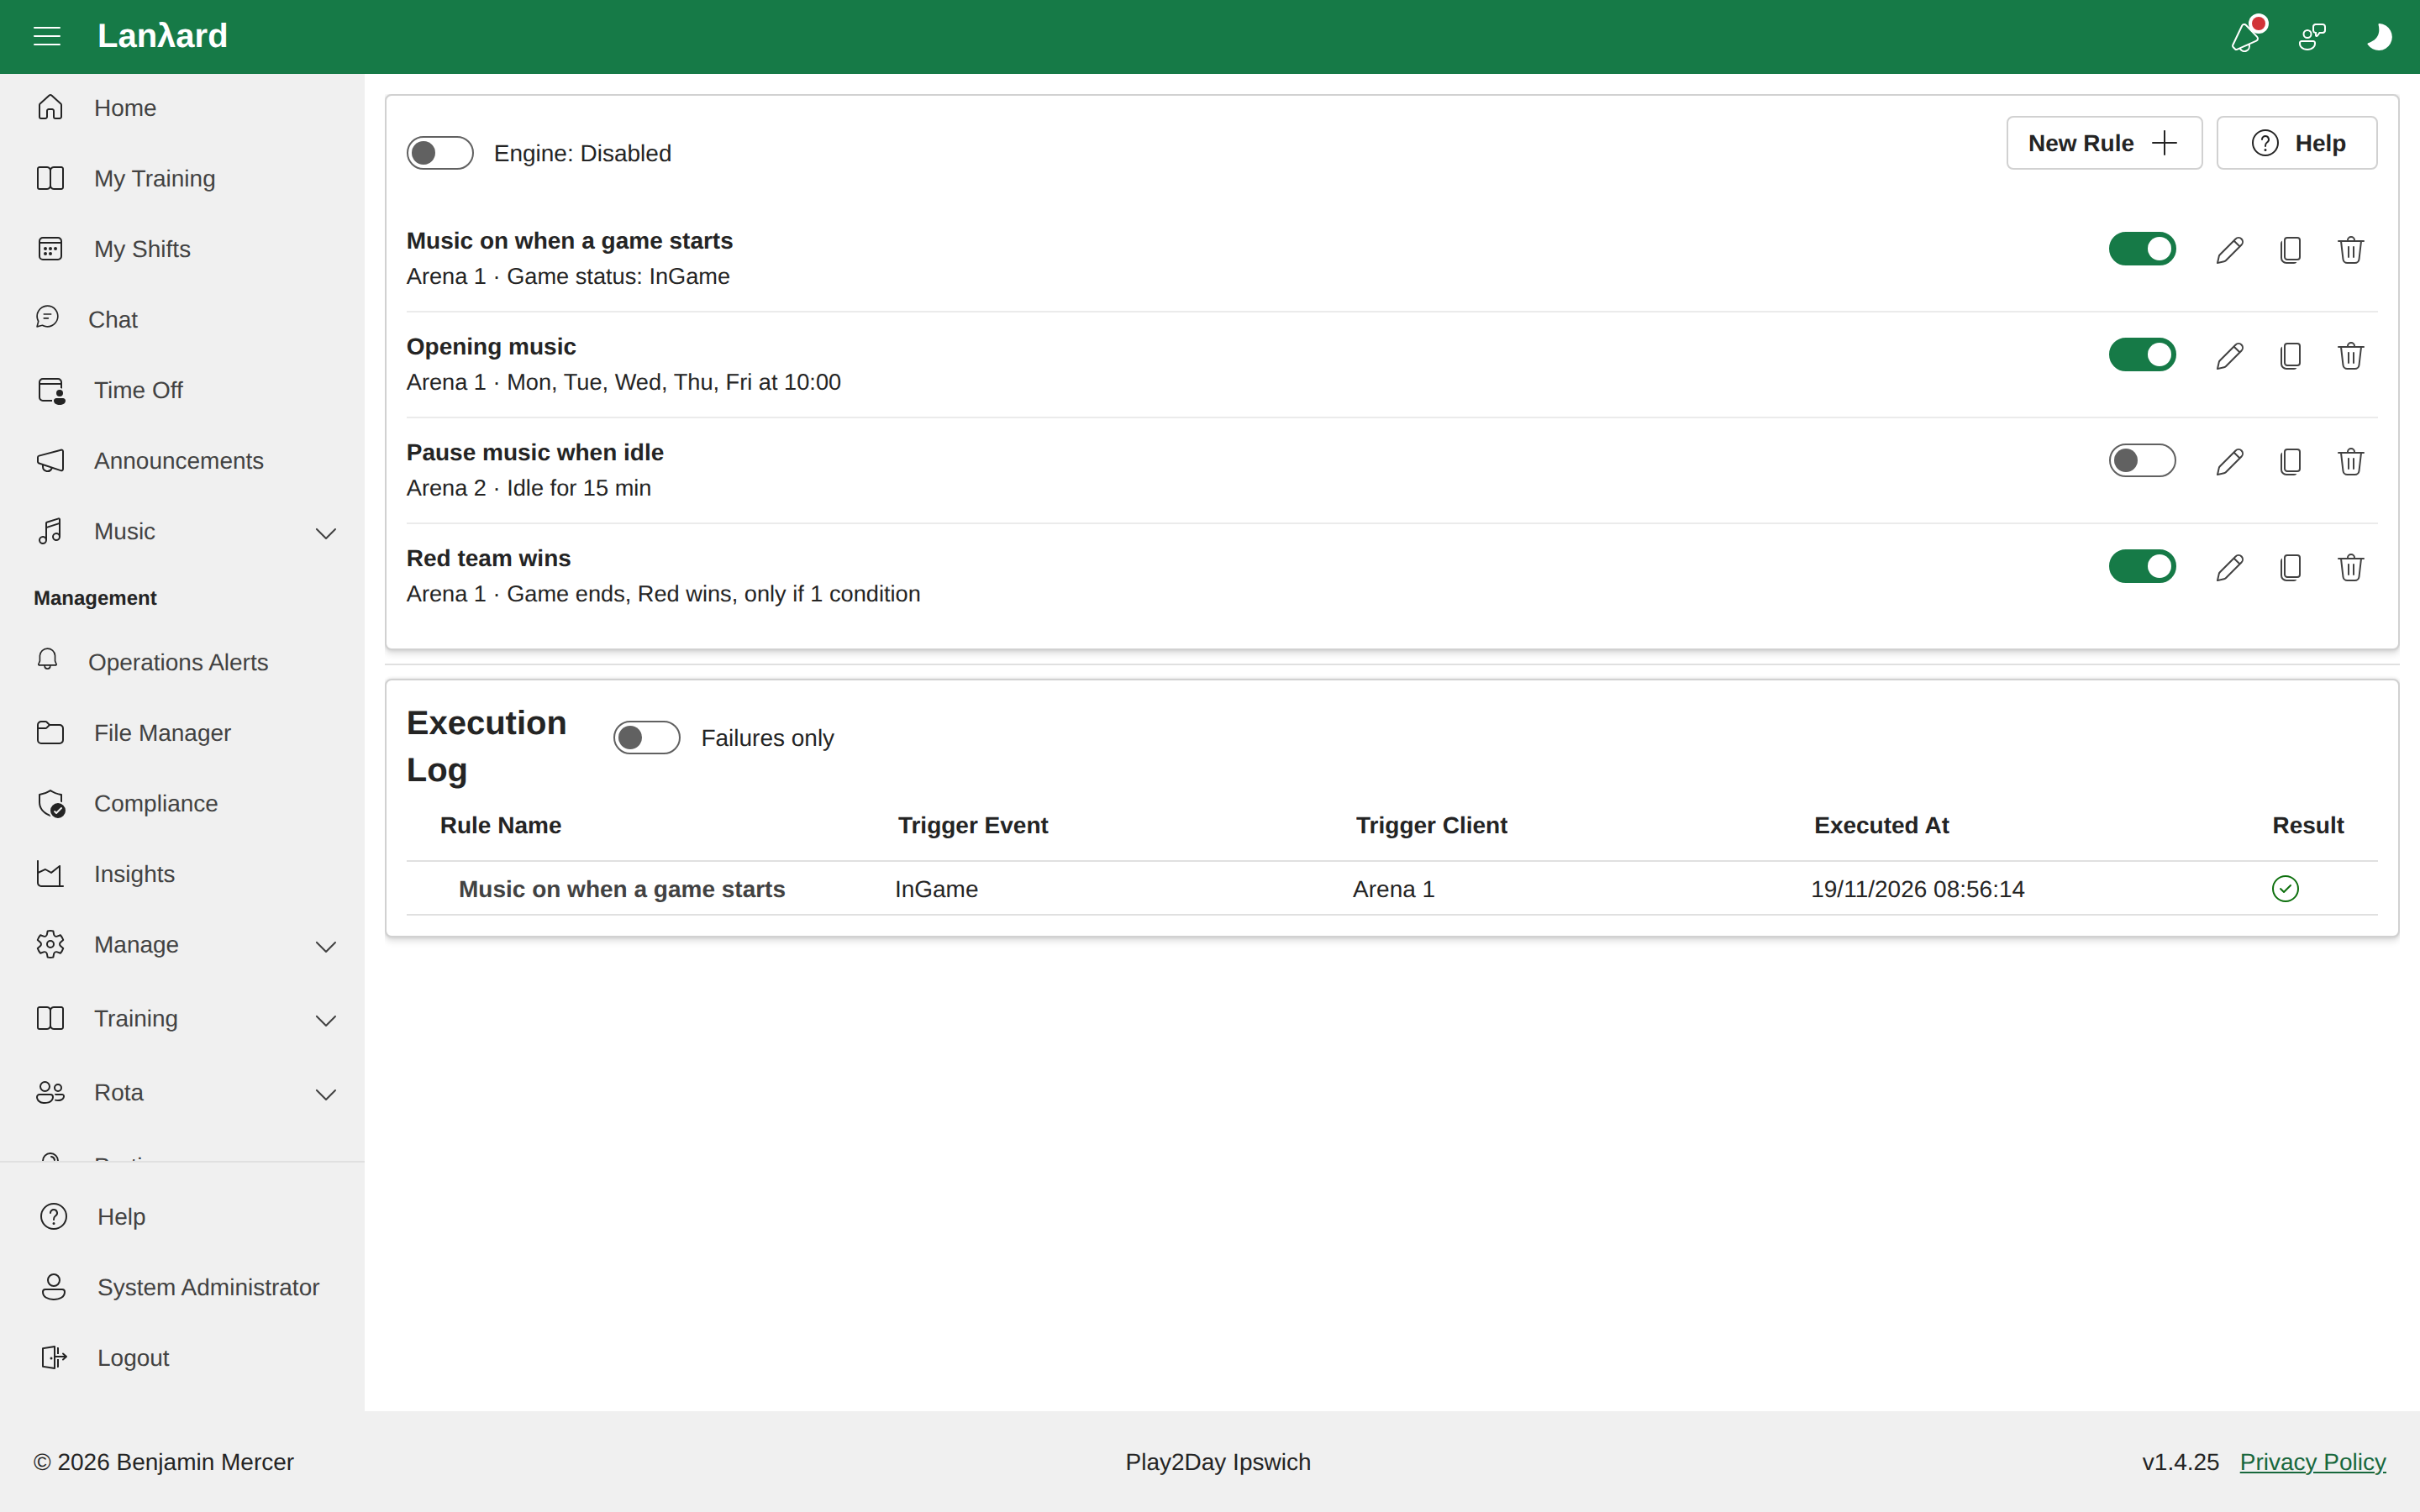 Lanλard
Home
My Training
My Shifts
Chat
Time Off
Announcements
Music
Management
Operations Alerts
File Manager
Compliance
Insights
Manage
Training
Rota
Help
System Administrator
Logout
Engine: Disabled
New Rule
Help
Music on when a game starts
Arena 1 · Game status: InGame
Opening music
Arena 1 · Mon, Tue, Wed, Thu, Fri at 10:00
Pause music when idle
Arena 2 · Idle for 15 min
Red team wins
Arena 1 · Game ends, Red wins, only if 1 condition
Execution
Log
Failures only
Rule Name Trigger Event Trigger Client Executed At Result
Music on when a game starts InGame Arena 1 19/11/2026 08:56:14
© 2026 Benjamin Mercer
Play2Day Ipswich
v1.4.25 Privacy Policy